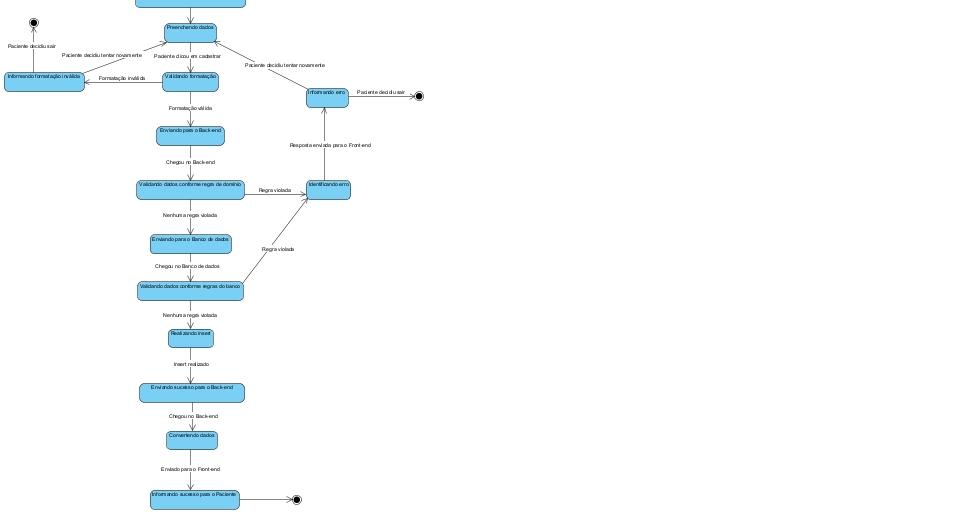 Preenchendo dados
Paciente decidiu sair
Paciente decidiu tentar novamente
Paciente clicou em cadastrar
Paciente decidiu tentar novamente
Informando formatação inválida
Formatação inválida
Validando formatação
Informando erro
Paciente decidiu sair
Formatação válida
Enviando para o Back-end
Resposta enviada para o Front-end
Chegou no Back-end
Validando dados conforme regra de domínio
Regra violada
Identificando erro
Nenhuma regra violada
Enviando para o Banco de dados
Regra violada
Chegou no Banco de dados
Validando dados conforme regras do banco
Nenhuma regra violada
Realizando insert
Insert realizado
Enviando sucesso para o Back-end
Chegou no Back-end
Convertendo dados
Enviado para o Front-end
Informando sucesso para o Paciente